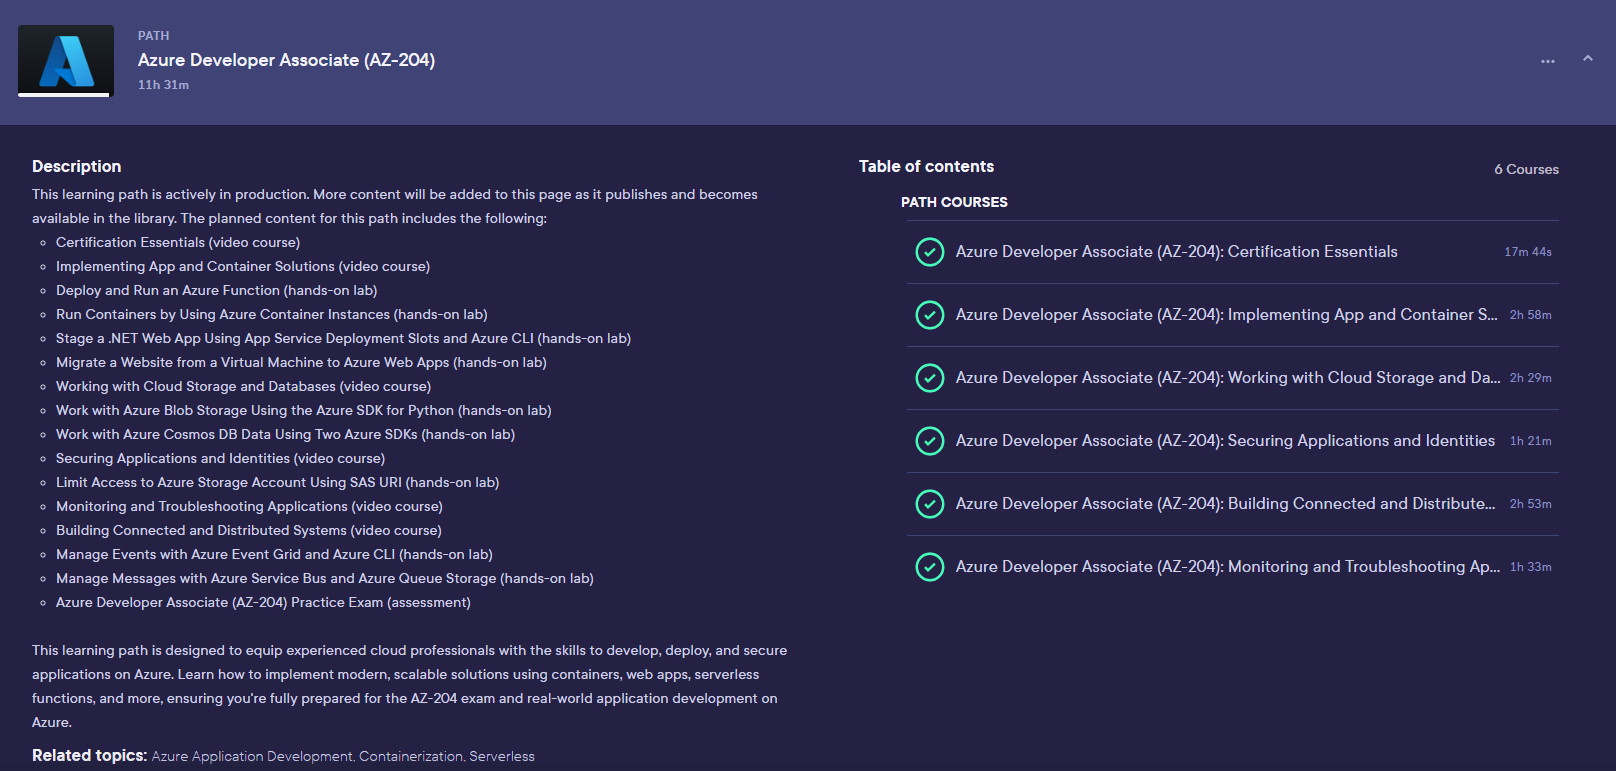 PATH
Azure Developer Associate (AZ-204)
11h 31m
Description
This learning path is actively in production. More content will be added to this page as it publishes and becomes
available in the library. The planned content for this path includes the following:
Certification Essentials (video course)
Implementing App and Container Solutions (video course)
Deploy and Run an Azure Function (hands-on lab)
Run Containers by Using Azure Container Instances (hands-on lab)
Stage a .NET Web App Using App Service Deployment Slots and Azure CLI (hands-on lab)
Migrate a Website from a Virtual Machine to Azure Web Apps (hands-on lab)
Working with Cloud Storage and Databases (video course)
Work with Azure Blob Storage Using the Azure SDK for Python (hands-on lab)
Work with Azure Cosmos DB Data Using Two Azure SDKs (hands-on lab)
Securing Applications and Identities (video course)
Limit Access to Azure Storage Account Using SAS URI (hands-on lab)
Monitoring and Troubleshooting Applications (video course)
Building Connected and Distributed Systems (video course)
Manage Events with Azure Event Grid and Azure CLI (hands-on lab)
Manage Messages with Azure Service Bus and Azure Queue Storage (hands-on lab)
Azure Developer Associate (AZ-204) Practice Exam (assessment)
This learning path is designed to equip experienced cloud professionals with the skills to develop, deploy, and secure
applications on Azure. Learn how to implement modern, scalable solutions using containers, web apps, serverless
functions, and more, ensuring you're fully prepared for the AZ-204 exam and real-world application development on
Azure.
Related topics: Azure Application Development, Containerization, Serverless
Table of contents
6 Courses
PATH COURSES
Azure Developer Associate (AZ-204): Certification Essentials 17m 44s
Azure Developer Associate (AZ-204): Implementing App and Container S... 2h 58m
Azure Developer Associate (AZ-204): Working with Cloud Storage and Da... 2h 29m
Azure Developer Associate (AZ-204): Securing Applications and Identities 1h 21m
Azure Developer Associate (AZ-204): Building Connected and Distribute... 2h 53m
Azure Developer Associate (AZ-204): Monitoring and Troubleshooting Ap... 1h 33m